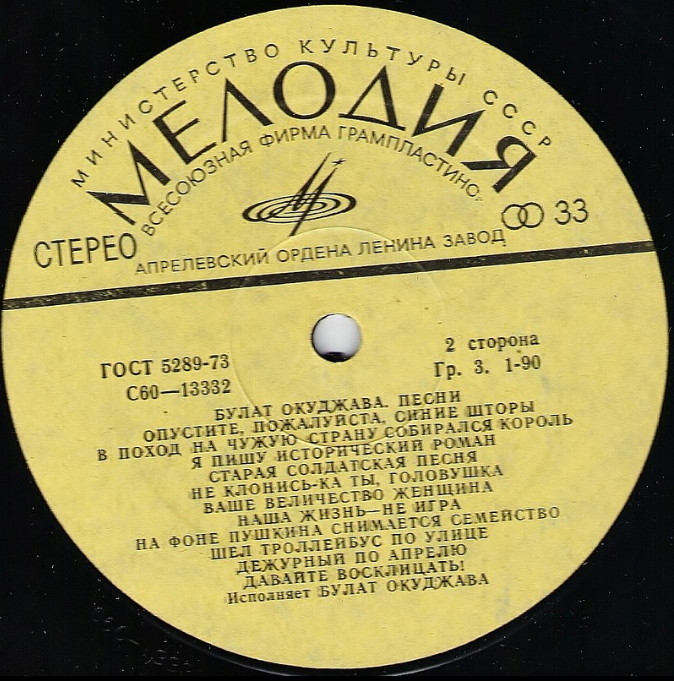 МИНИСТЕРСТВО КУЛЬТУРЫ СССР
МЕЛОДИЯ
ВСЕСОЮЗНАЯ ФИРМА ГРАМПЛАСТИНОК
СТЕРЕО
33
АПРЕЛЕВСКИЙ ОРДЕНА ЛЕНИНА ЗАВОД
ГОСТ 5289-73
2 сторона
С60—13332
Гр. 3. 1-90
БУЛАТ ОКУДЖАВА. ПЕСНИ
ОПУСТИТЕ, ПОЖАЛУЙСТА, СИНИЕ ШТОРЫ
В ПОХОД НА ЧУЖУЮ СТРАНУ СОБИРАЛСЯ КОРОЛЬ
Я ПИШУ ИСТОРИЧЕСКИЙ РОМАН
СТАРАЯ СОЛДАТСКАЯ ПЕСНЯ
НЕ КЛОНИСЬ-КА ТЫ, ГОЛОВУШКА
ВАШЕ ВЕЛИЧЕСТВО ЖЕНЩИНА
НАША ЖИЗНЬ—НЕ ИГРА
НА ФОНЕ ПУШКИНА СНИМАЕТСЯ СЕМЕЙСТВО
ШЕЛ ТРОЛЛЕЙБУС ПО УЛИЦЕ
ДЕЖУРНЫЙ ПО АПРЕЛЮ
ДАВАЙТЕ ВОСКЛИЦАТЬ!
Исполняет БУЛАТ ОКУДЖАВА